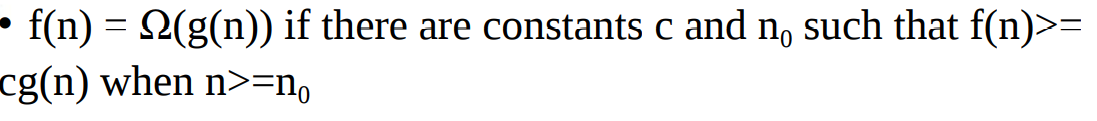 • f(n) = Ω(g(n)) if there are constants c and n₀ such that f(n)>=
cg(n) when n>=n₀